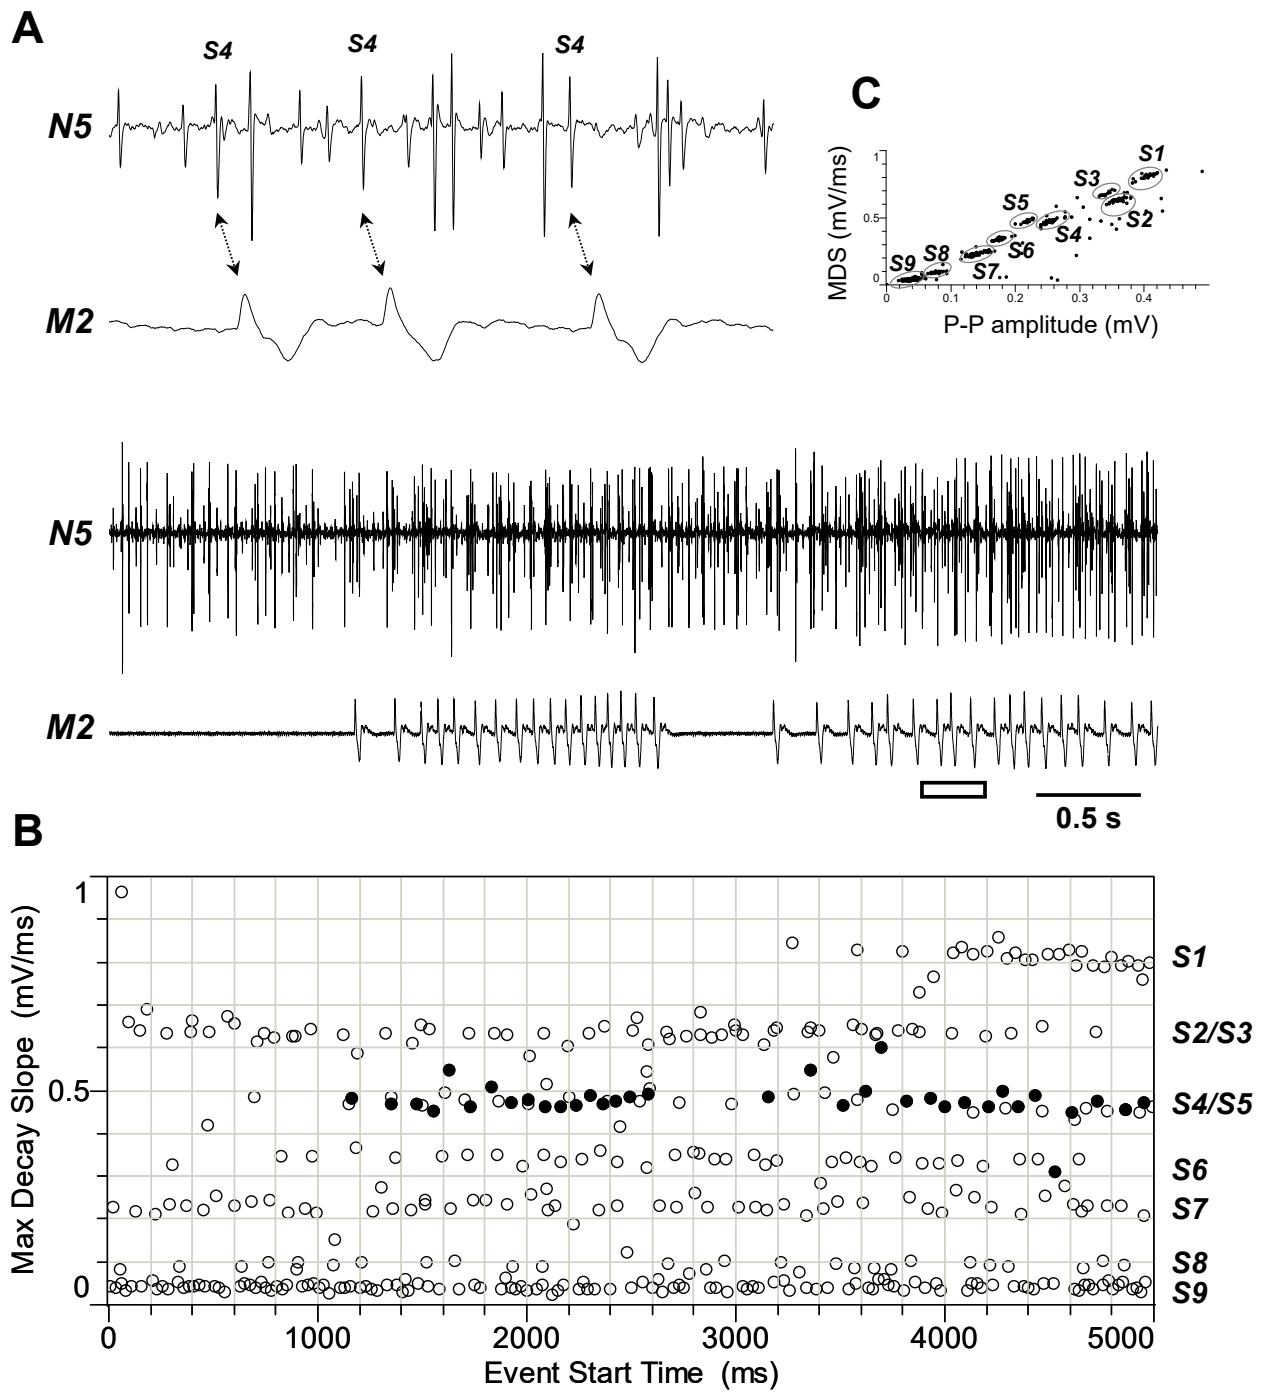 A
S4 S4 S4
N5
M2
C
MDS (mV/ms)
1
0.5
0
S1
S3
S2
S5
S4
S6
S7
S8
S9
0 0.1 0.2 0.3 0.4
P-P amplitude (mV)
N5
M2
0.5 s
B
Max Decay Slope (mV/ms)
1
0.5
0
S1
S2/S3
S4/S5
S6
S7
S8
S9
0 1000 2000 3000 4000 5000
Event Start Time (ms)